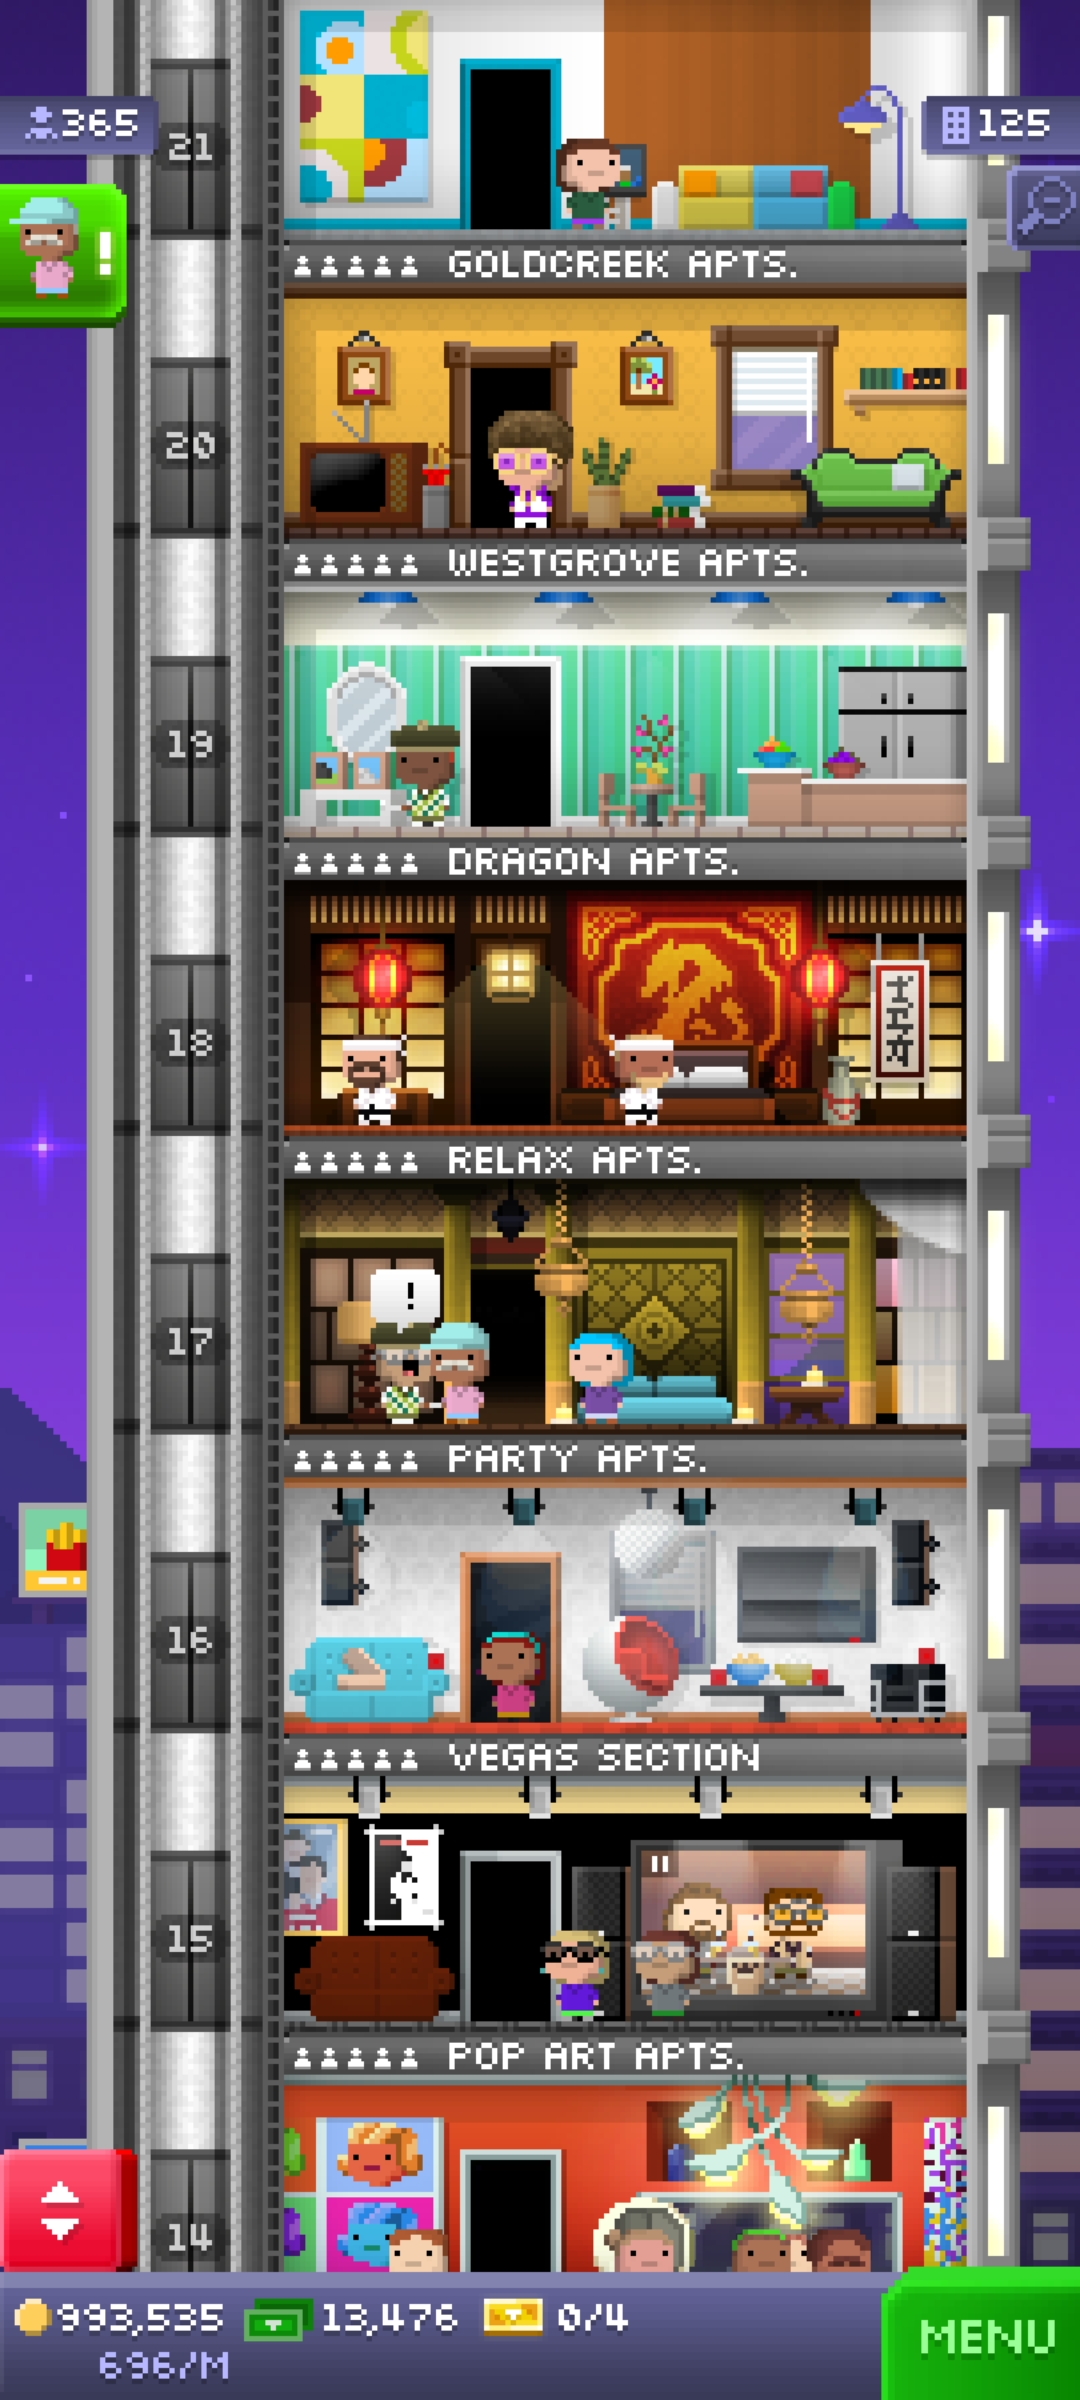 365
125
21
!
GOLDCREEK APTS.
20
WESTGROVE APTS.
19
DRAGON APTS.
18
RELAX APTS.
!
17
PARTY APTS.
16
VEGAS SECTION
15
POP ART APTS.
14
993,535 13,476 0/4
696/M
MENU